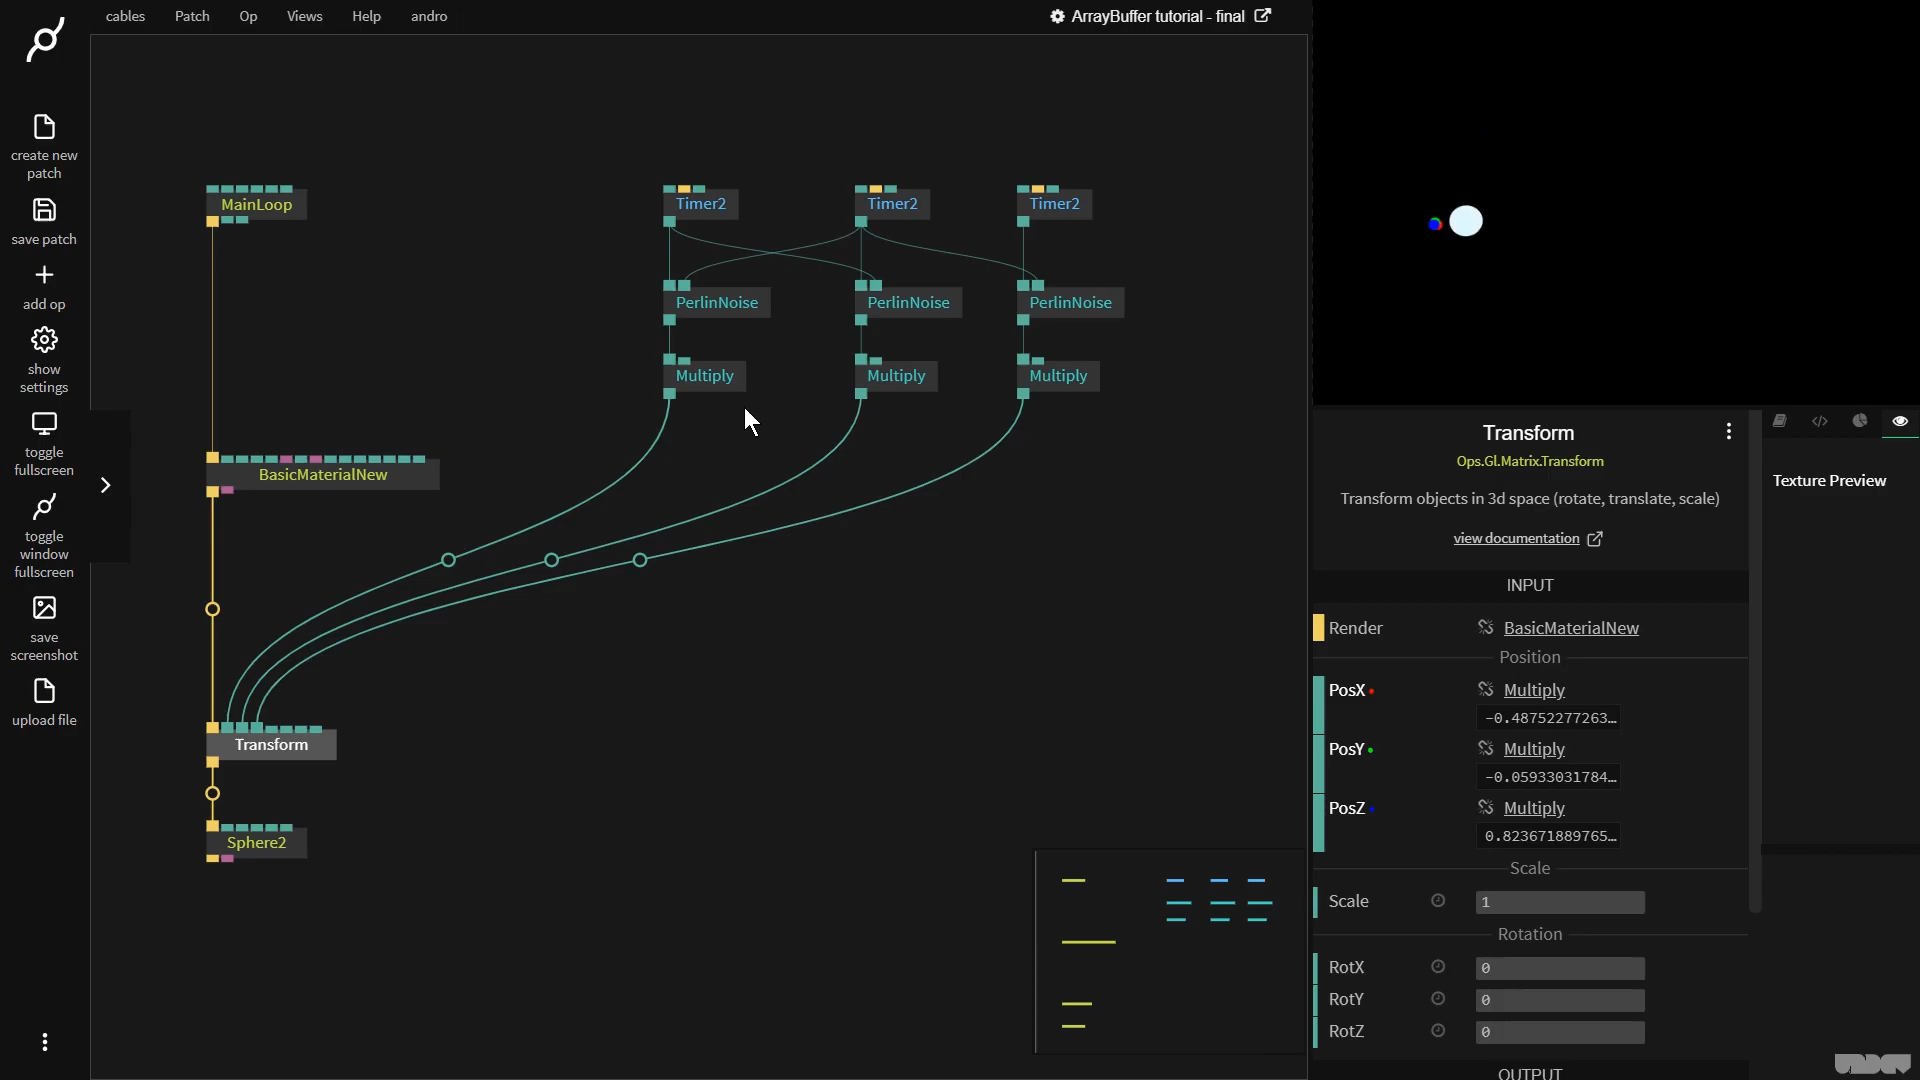 cables Patch Op Views Help andro
ArrayBuffer tutorial - final
create new
patch
save patch
add op
show
settings
toggle
fullscreen
toggle
window
fullscreen
save
screenshot
upload file
MainLoop
Timer2 Timer2 Timer2
PerlinNoise PerlinNoise PerlinNoise
Multiply Multiply Multiply
BasicMaterialNew
Transform
Sphere2
Transform
Ops.Gl.Matrix.Transform
Transform objects in 3d space (rotate, translate, scale)
view documentation
INPUT
Render BasicMaterialNew
Position
PosX Multiply
-0.48752277263…
PosY Multiply
-0.05933031784…
PosZ Multiply
0.823671889765…
Scale
Scale 1
Rotation
RotX 0
RotY 0
RotZ 0
OUTPUT
Texture Preview